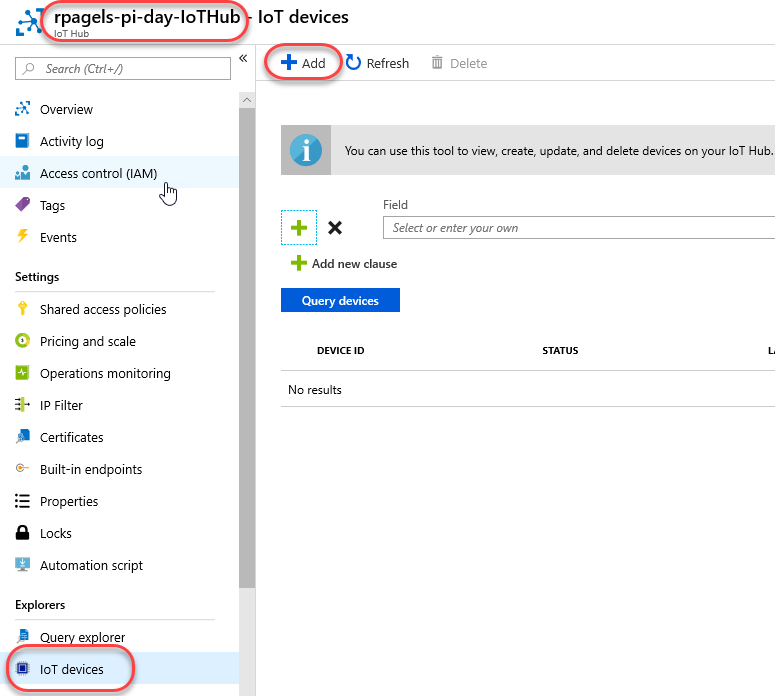 rpagels-pi-day-IoTHub - IoT devices
IoT Hub
Search (Ctrl+/)
«
Overview
Activity log
Access control (IAM)
Tags
Events
Settings
Shared access policies
Pricing and scale
Operations monitoring
IP Filter
Certificates
Built-in endpoints
Properties
Locks
Automation script
Explorers
Query explorer
IoT devices
Add Refresh Delete
You can use this tool to view, create, update, and delete devices on your IoT Hub.
Field
Select or enter your own
Add new clause
Query devices
DEVICE ID STATUS
No results